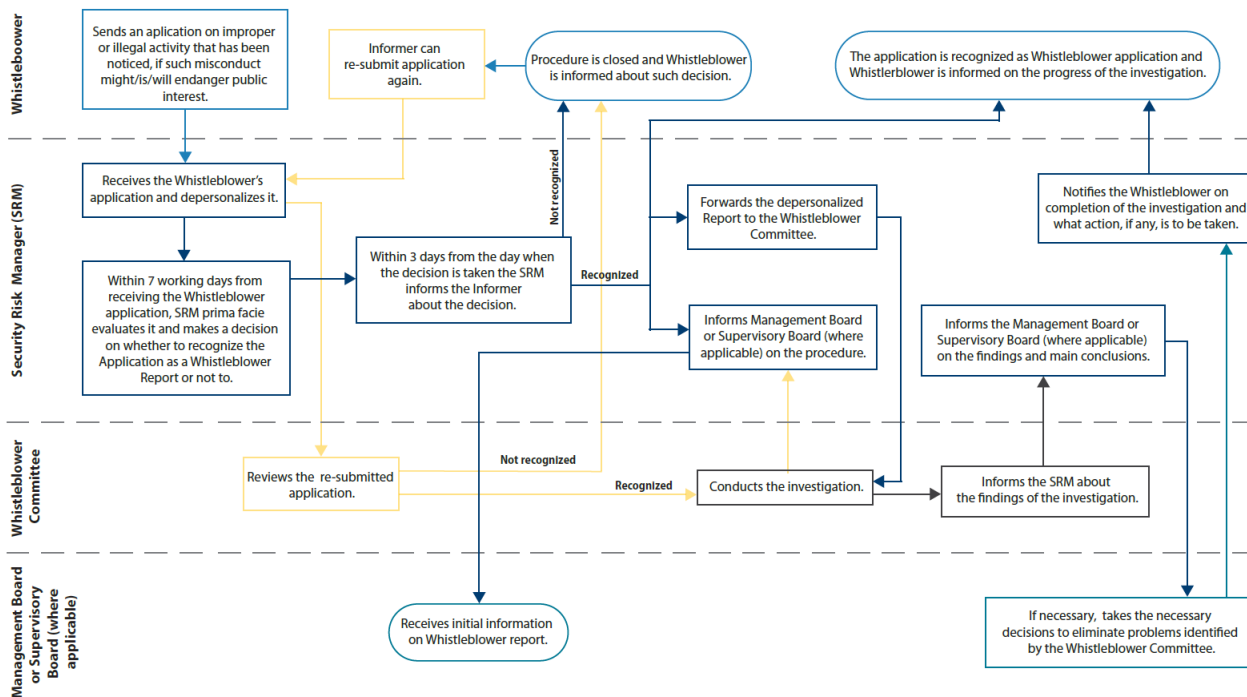 Whistleboower
Sends an aplication on improper
or illegal activity that has been
noticed, if such misconduct
might/is/will endanger public
interest.
Informer can
re-submit application
again.
Procedure is closed and Whistleblower
is informed about such decision.
The application is recognized as Whistleblower application and
Whistlerblower is informed on the progress of the investigation.
Security Risk Manager (SRM)
Receives the Whistleblower's
application and depersonalizes it.
Within 7 working days from
receiving the Whistleblower
application, SRM prima facie
evaluates it and makes a decision
on whether to recognize the
Application as a Whistleblower
Report or not to.
Within 3 days from the day when
the decision is taken the SRM
informs the Informer
about the decision.
Not recognized
Recognized
Forwards the depersonalized
Report to the Whistleblower
Committee.
Informs Management Board
or Supervisory Board (where
applicable) on the procedure.
Notifies the Whistleblower on
completion of the investigation and
what action, if any, is to be taken.
Informs the Management Board or
Supervisory Board (where applicable)
on the findings and main conclusions.
Whistleblower
Committee
Reviews the re-submitted
application.
Not recognized
Recognized
Conducts the investigation.
Informs the SRM about
the findings of the investigation.
Management Board
or Supervisory
Board (where
applicable)
Receives initial information
on Whistleblower report.
If necessary, takes the necessary
decisions to eliminate problems identified
by the Whistleblower Committee.